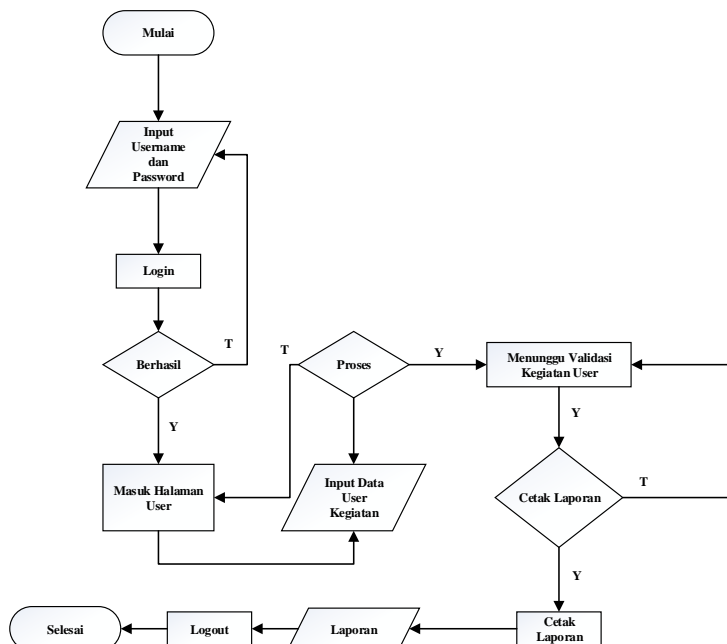 Mulai
Input
Username
dan
Password
Login
Berhasil
T
Y
Masuk Halaman
User
T
Proses
Y
Input Data
User
Kegiatan
Menunggu Validasi
Kegiatan User
Y
Cetak Laporan
T
Y
Cetak
Laporan
Laporan
Logout
Selesai